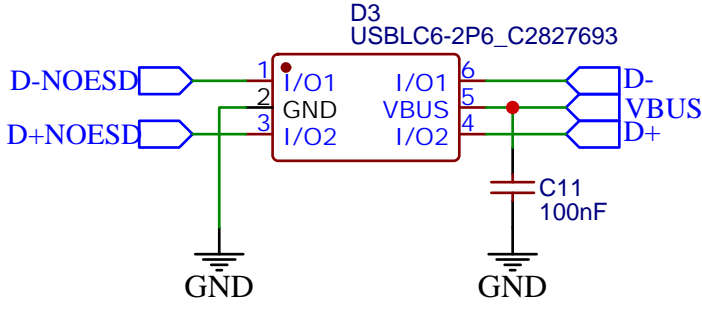 D3
USBLC6-2P6_C2827693
D-NOESD 1 I/O1 I/O1 6 D-
2 GND VBUS 5 VBUS
D+NOESD 3 I/O2 I/O2 4 D+
C11
100nF
GND GND